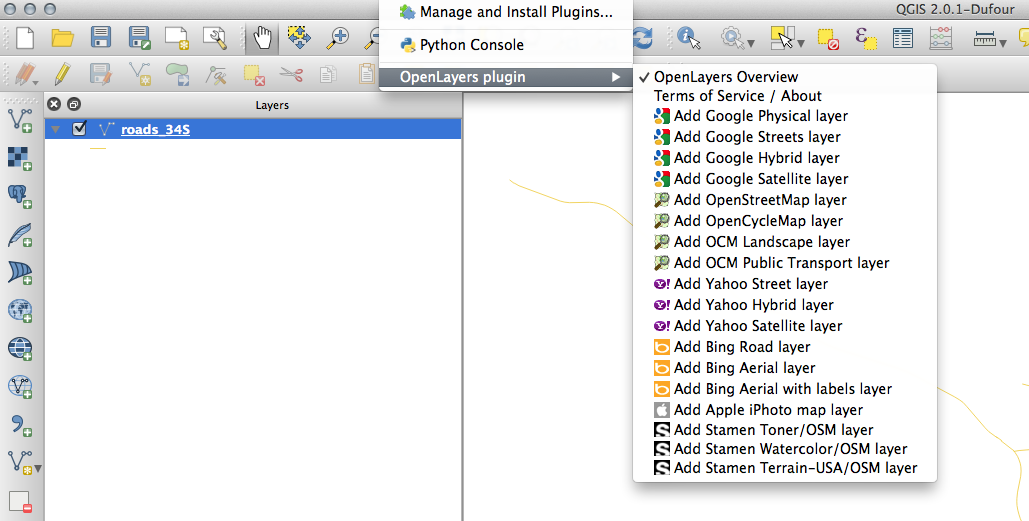 QGIS 2.0.1-Dufour
Manage and Install Plugins...
Python Console
OpenLayers plugin
Layers
roads_34S
OpenLayers Overview
Terms of Service / About
Add Google Physical layer
Add Google Streets layer
Add Google Hybrid layer
Add Google Satellite layer
Add OpenStreetMap layer
Add OpenCycleMap layer
Add OCM Landscape layer
Add OCM Public Transport layer
Add Yahoo Street layer
Add Yahoo Hybrid layer
Add Yahoo Satellite layer
Add Bing Road layer
Add Bing Aerial layer
Add Bing Aerial with labels layer
Add Apple iPhoto map layer
Add Stamen Toner/OSM layer
Add Stamen Watercolor/OSM layer
Add Stamen Terrain-USA/OSM layer